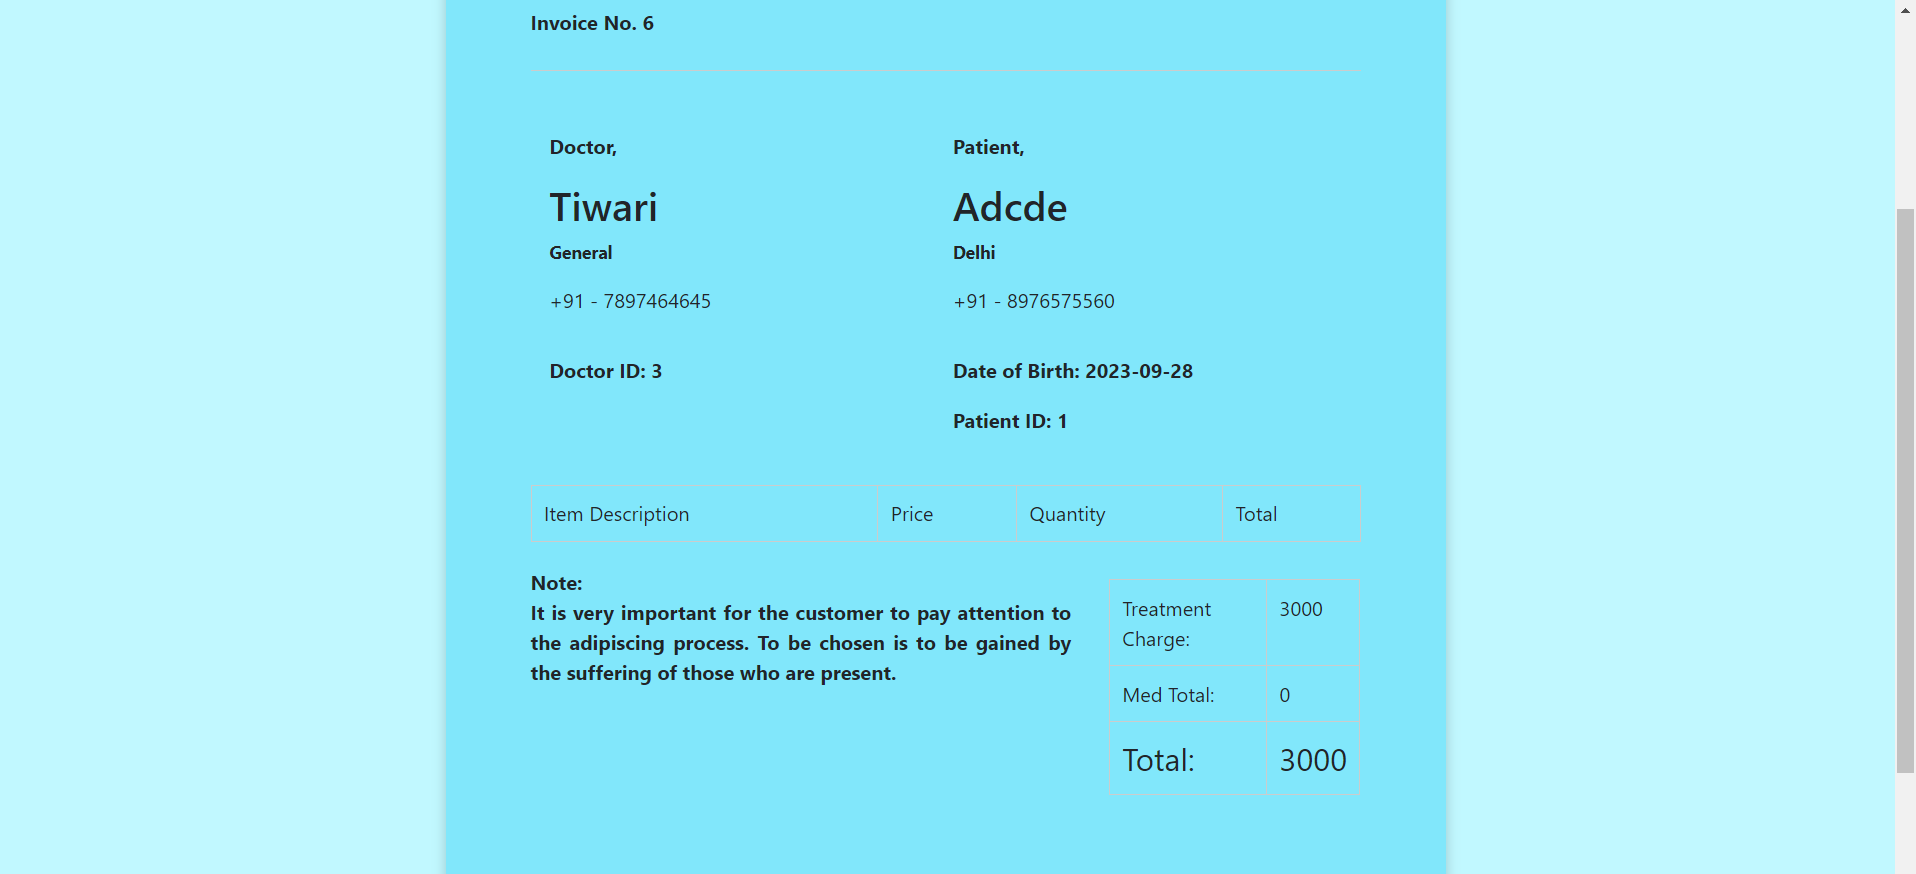 Invoice No. 6
Doctor,
Tiwari
General
+91 - 7897464645
Doctor ID: 3
Patient,
Adcde
Delhi
+91 - 8976575560
Date of Birth: 2023-09-28
Patient ID: 1
Item Description Price Quantity Total
Note:
It is very important for the customer to pay attention to
the adipiscing process. To be chosen is to be gained by
the suffering of those who are present.
Treatment 3000
Charge:
Med Total: 0
Total: 3000